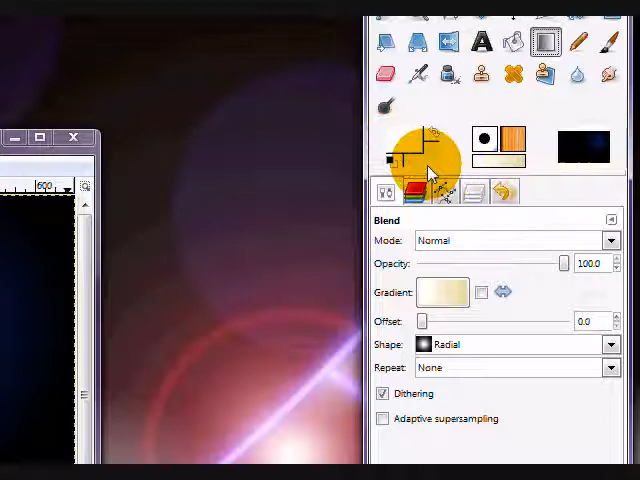 600
Blend
Mode: Normal
Opacity: 100.0
Gradient:
Offset: 0.0
Shape: Radial
Repeat: None
Dithering
Adaptive supersampling